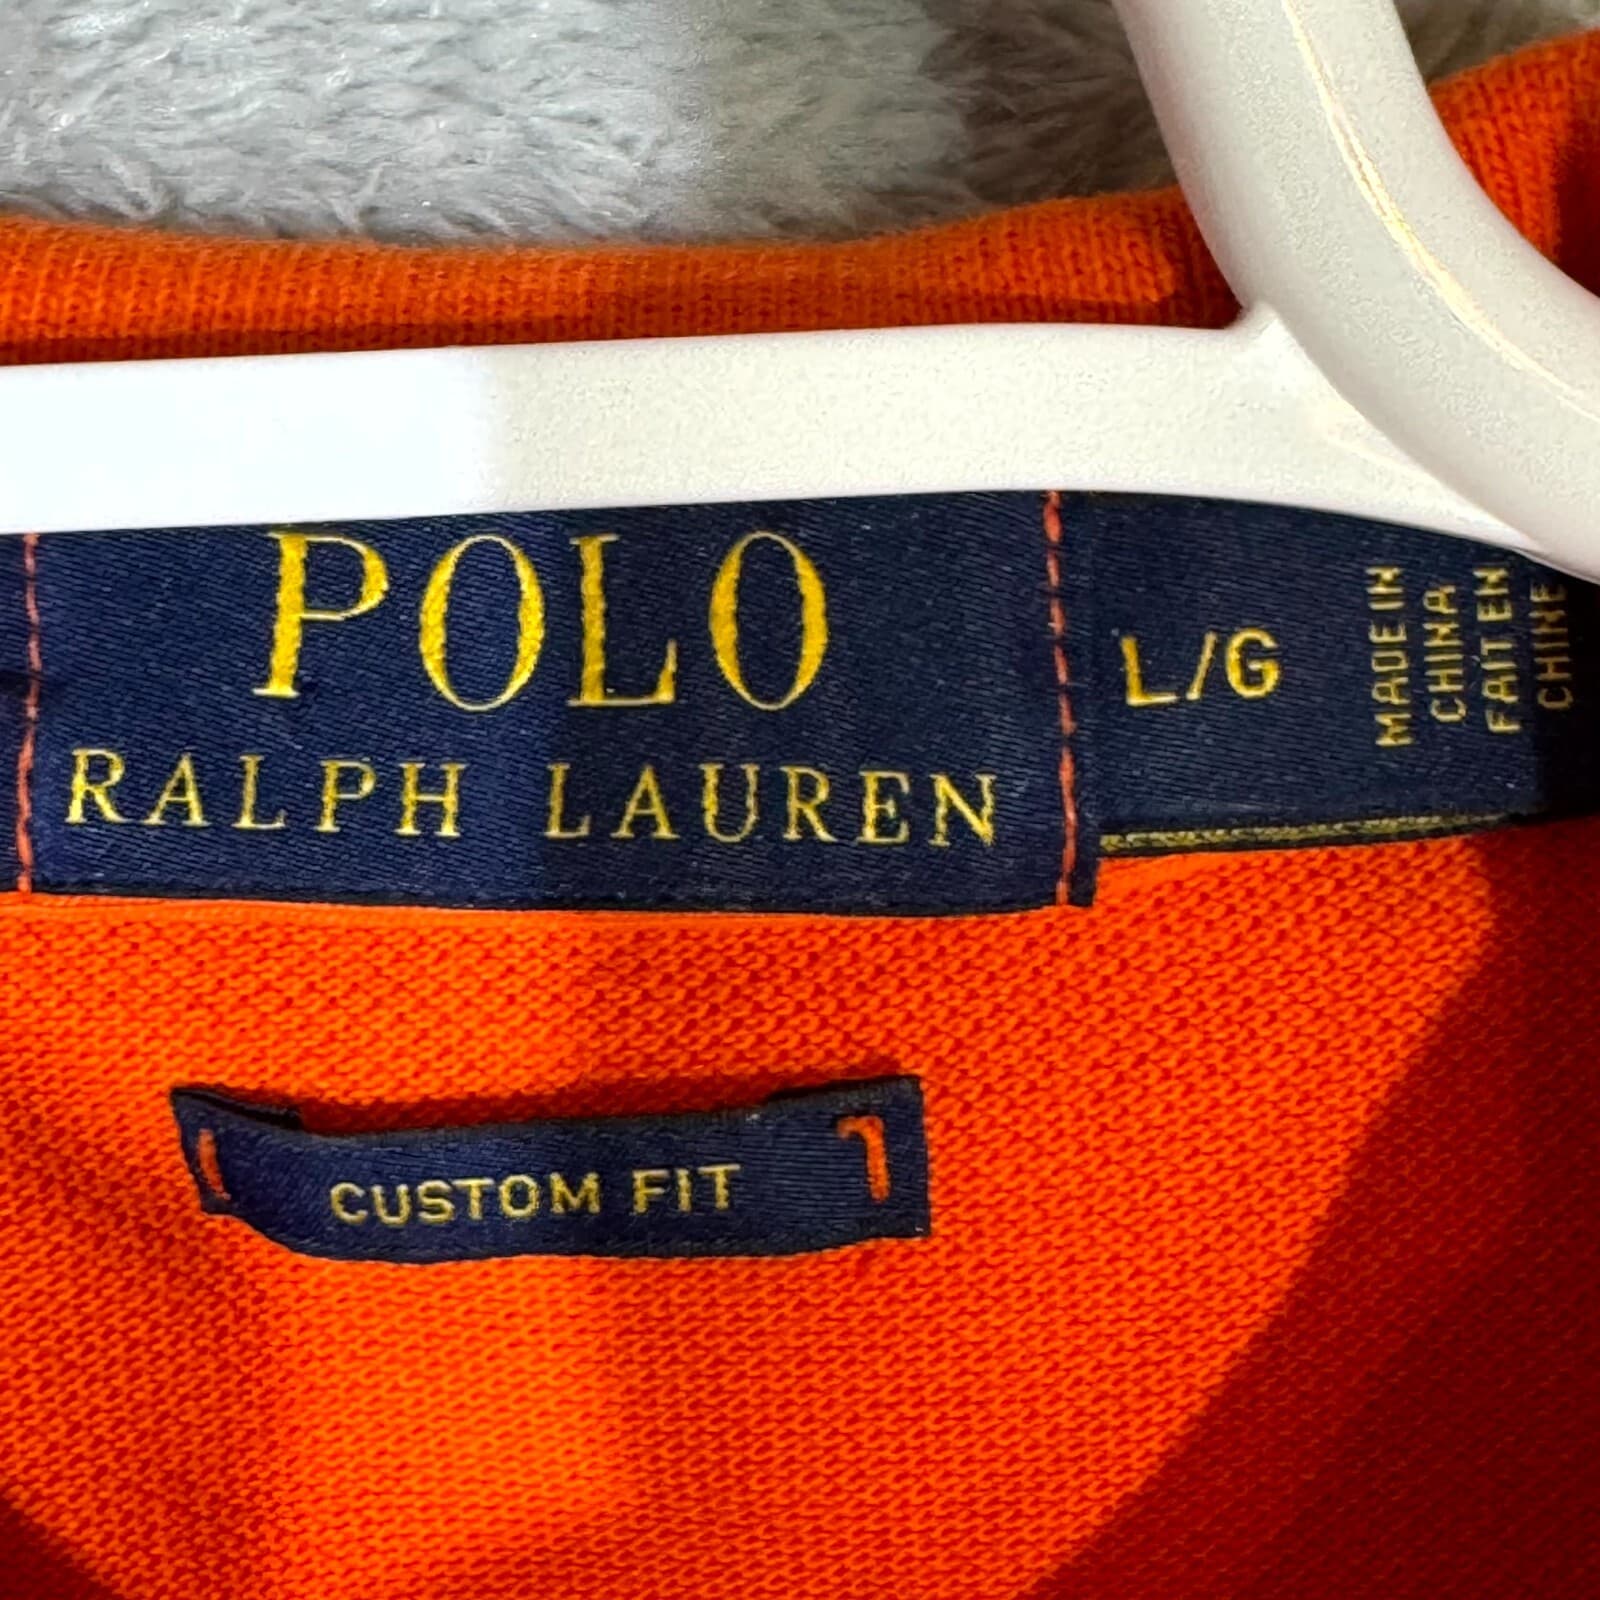 POLO
RALPH LAUREN
L/G
MADE IN
CHINA
FAIT EN
CHINE
CUSTOM FIT